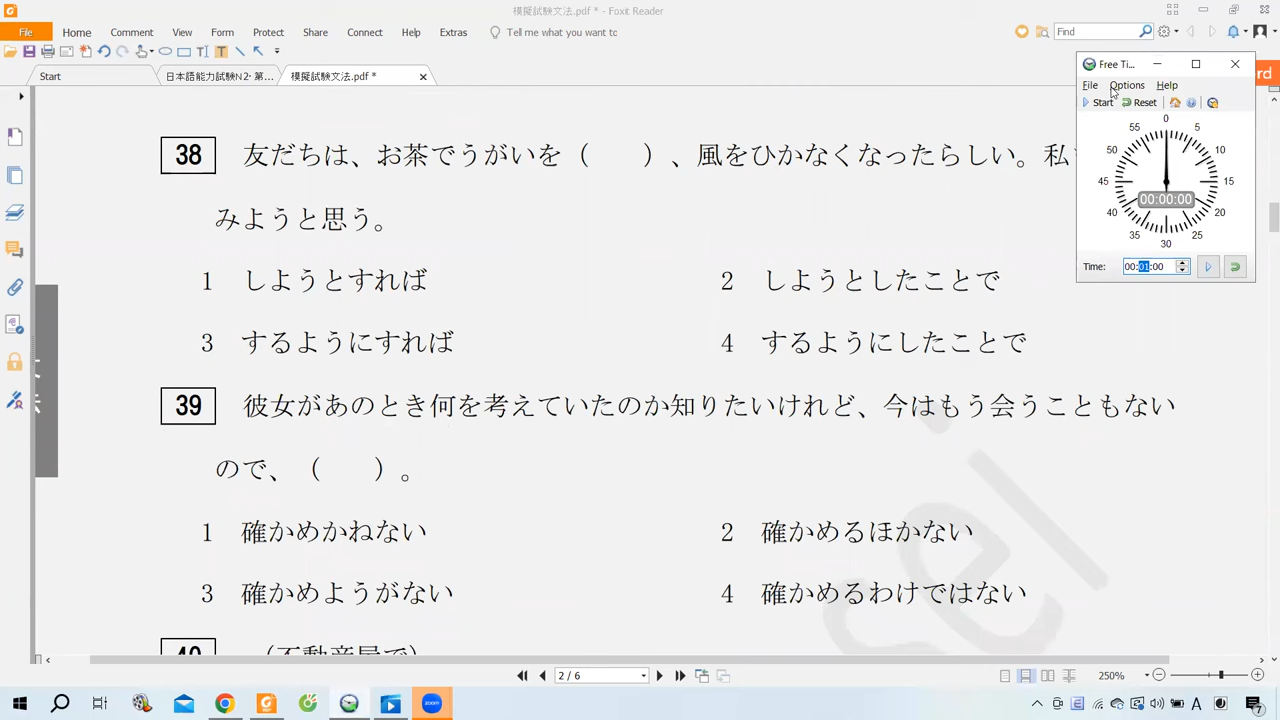 模擬試験文法.pdf * - Foxit Reader
File Home Comment View Form Protect Share Connect Help Extras Tell me what you want to Find
Start 日本語能力試験N2- 第... 模擬試験文法.pdf *
38 友だちは、お茶でうがいを（　　）、風をひかなくなったらしい。私
みようと思う。
1 しようとすれば 2 しようとしたことで
3 するようにすれば 4 するようにしたことで
39 彼女があのとき何を考えていたのか知りたいけれど、今はもう会うこともない
ので、（　　）。
1 確かめかねない 2 確かめるほかない
3 確かめようがない 4 確かめるわけではない
40 （不動産屋で）
sei
Free Ti...
File Options Help
Start Reset
0
55 5
50 10
45 15
00:00:00
40 20
35 25
30
Time: 00:01:00
rd
2 / 6 250%
zoom A 7